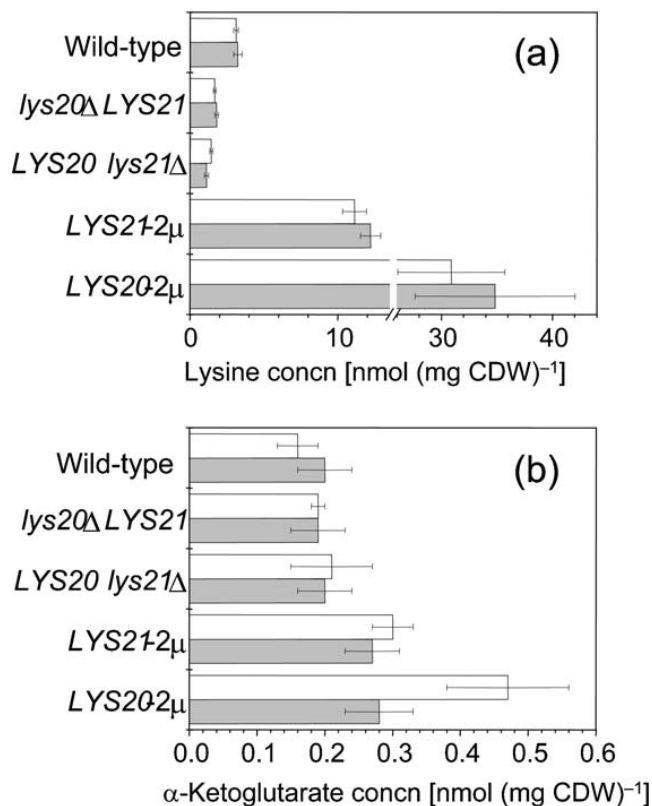 (a)
Wild-type
lys20Δ LYS21
LYS20 lys21Δ
LYS21-2μ
LYS20-2μ
0 10 30 40
Lysine concn [nmol (mg CDW)⁻¹]
(b)
Wild-type
lys20Δ LYS21
LYS20 lys21Δ
LYS21-2μ
LYS20-2μ
0.0 0.1 0.2 0.3 0.4 0.5 0.6
α-Ketoglutarate concn [nmol (mg CDW)⁻¹]